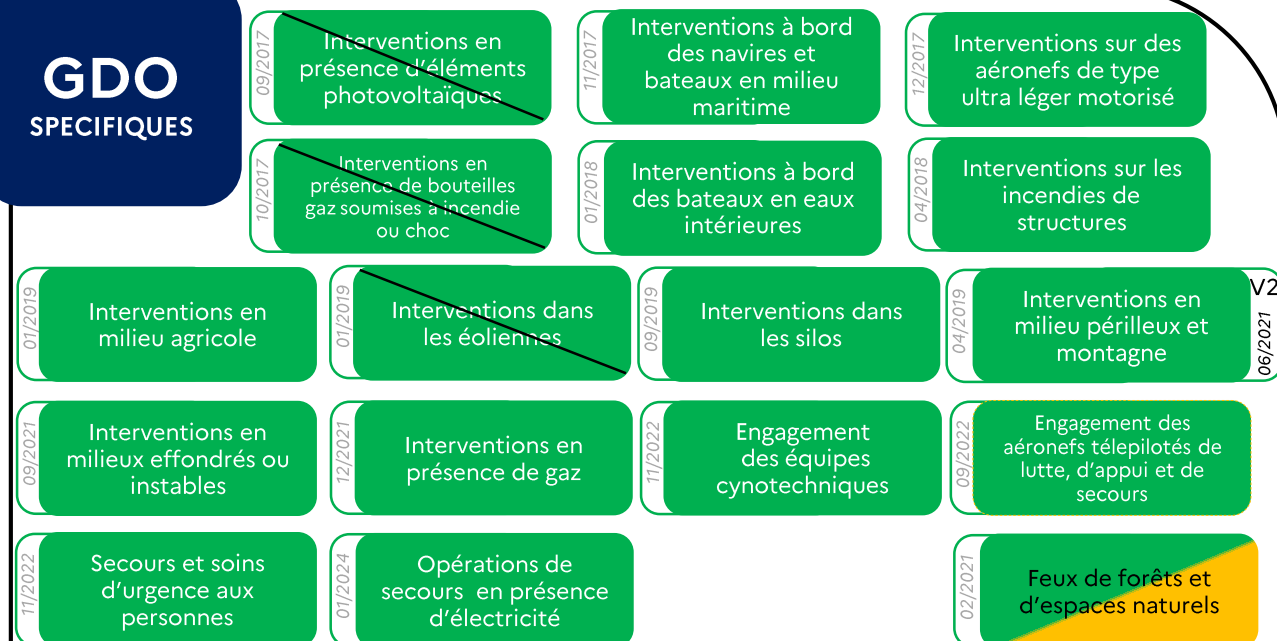 GDO
SPECIFIQUES
09/2017
Interventions en
présence d'éléments
photovoltaïques
11/2017
Interventions à bord
des navires et
bateaux en milieu
maritime
12/2017
Interventions sur des
aéronefs de type
ultra léger motorisé
10/2017
Interventions en
présence de bouteilles
gaz soumises à incendie
ou choc
01/2018
Interventions à bord
des bateaux en eaux
intérieures
04/2018
Interventions sur les
incendies de
structures
01/2019
Interventions en
milieu agricole
01/2019
Interventions dans
les éoliennes
09/2019
Interventions dans
les silos
04/2019
Interventions en
milieu périlleux et
montagne
V2
06/2021
09/2021
Interventions en
milieux effondrés ou
instables
12/2021
Interventions en
présence de gaz
11/2022
Engagement
des équipes
cynotechniques
09/2022
Engagement des
aéronefs télepilotés de
lutte, d'appui et de
secours
11/2022
Secours et soins
d'urgence aux
personnes
01/2024
Opérations de
secours en présence
d'électricité
02/2021
Feux de forêts et
d'espaces naturels